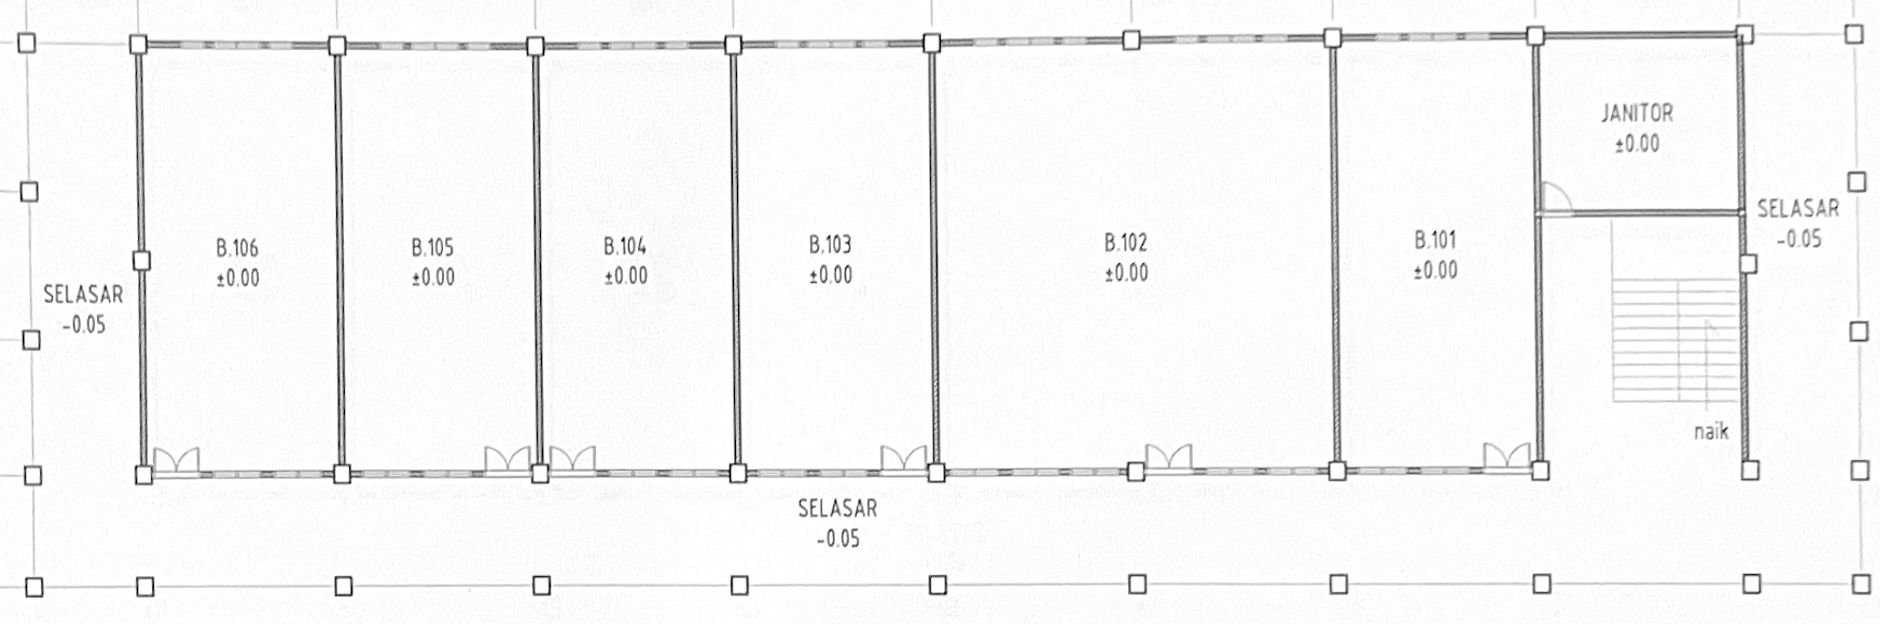 JANITOR
±0.00
SELASAR
-0.05
B.106
±0.00
B.105
±0.00
B.104
±0.00
B.103
±0.00
B.102
±0.00
B.101
±0.00
SELASAR
-0.05
naik
SELASAR
-0.05